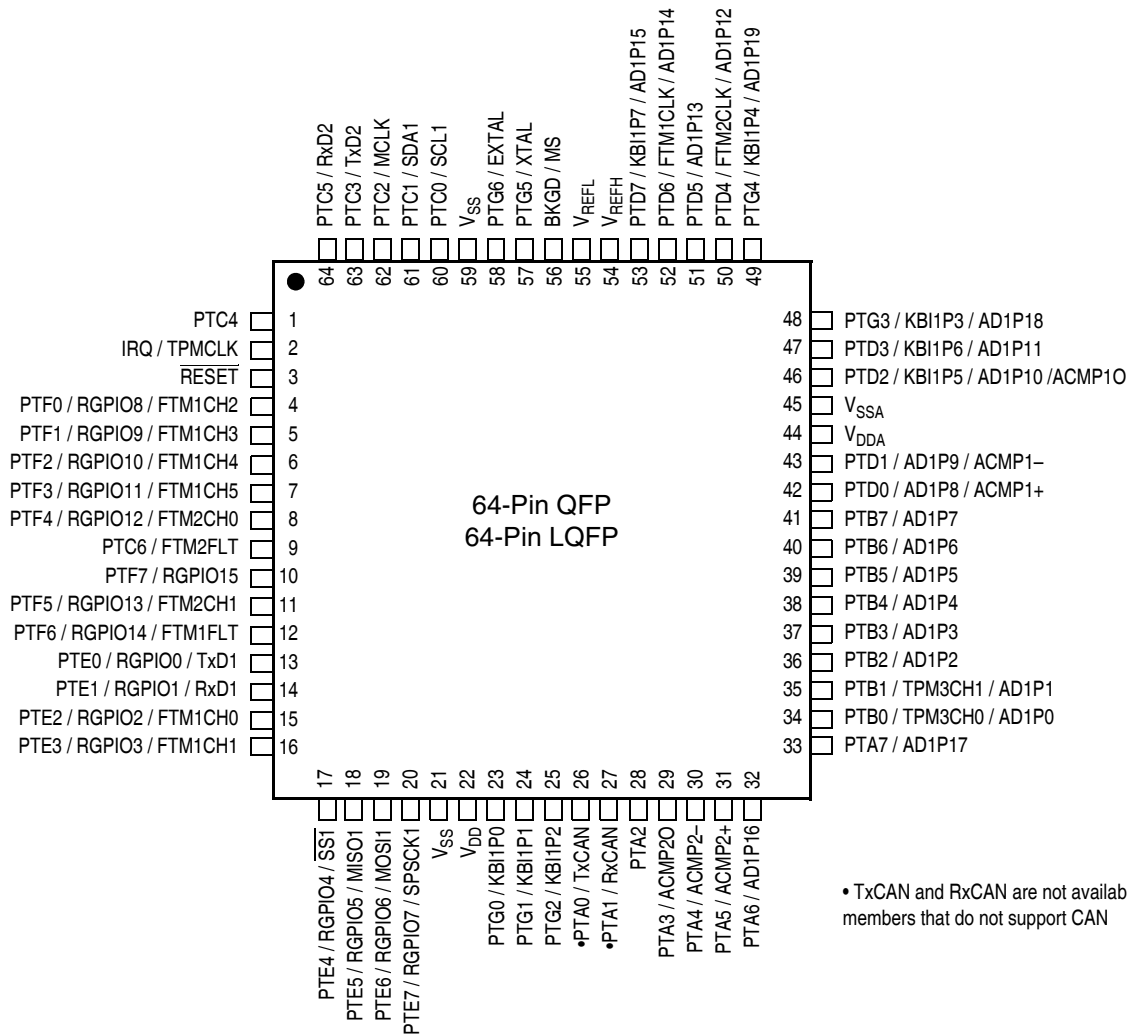 PTC5 / RxD2
PTC3 / TxD2
PTC2 / MCLK
PTC1 / SDA1
PTC0 / SCL1
VSS
PTG6 / EXTAL
PTG5 / XTAL
BKGD / MS
VREFL
VREFH
PTD7 / KBI1P7 / AD1P15
PTD6 / FTM1CLK / AD1P14
PTD5 / AD1P13
PTD4 / FTM2CLK / AD1P12
PTG4 / KBI1P4 / AD1P19
64
63
62
61
60
59
58
57
56
55
54
53
52
51
50
49
PTC4 1
IRQ / TPMCLK 2
RESET 3
PTF0 / RGPIO8 / FTM1CH2 4
PTF1 / RGPIO9 / FTM1CH3 5
PTF2 / RGPIO10 / FTM1CH4 6
PTF3 / RGPIO11 / FTM1CH5 7
PTF4 / RGPIO12 / FTM2CH0 8
PTC6 / FTM2FLT 9
PTF7 / RGPIO15 10
PTF5 / RGPIO13 / FTM2CH1 11
PTF6 / RGPIO14 / FTM1FLT 12
PTE0 / RGPIO0 / TxD1 13
PTE1 / RGPIO1 / RxD1 14
PTE2 / RGPIO2 / FTM1CH0 15
PTE3 / RGPIO3 / FTM1CH1 16
64-Pin QFP
64-Pin LQFP
48 PTG3 / KBI1P3 / AD1P18
47 PTD3 / KBI1P6 / AD1P11
46 PTD2 / KBI1P5 / AD1P10 /ACMP1O
45 VSSA
44 VDDA
43 PTD1 / AD1P9 / ACMP1–
42 PTD0 / AD1P8 / ACMP1+
41 PTB7 / AD1P7
40 PTB6 / AD1P6
39 PTB5 / AD1P5
38 PTB4 / AD1P4
37 PTB3 / AD1P3
36 PTB2 / AD1P2
35 PTB1 / TPM3CH1 / AD1P1
34 PTB0 / TPM3CH0 / AD1P0
33 PTA7 / AD1P17
17
18
19
20
21
22
23
24
25
26
27
28
29
30
31
32
PTE4 / RGPIO4 / SS1
PTE5 / RGPIO5 / MISO1
PTE6 / RGPIO6 / MOSI1
PTE7 / RGPIO7 / SPSCK1
VSS
VDD
PTG0 / KBI1P0
PTG1 / KBI1P1
PTG2 / KBI1P2
•PTA0 / TxCAN
•PTA1 / RxCAN
PTA2
PTA3 / ACMP2O
PTA4 / ACMP2–
PTA5 / ACMP2+
PTA6 / AD1P16
• TxCAN and RxCAN are not availab
members that do not support CAN